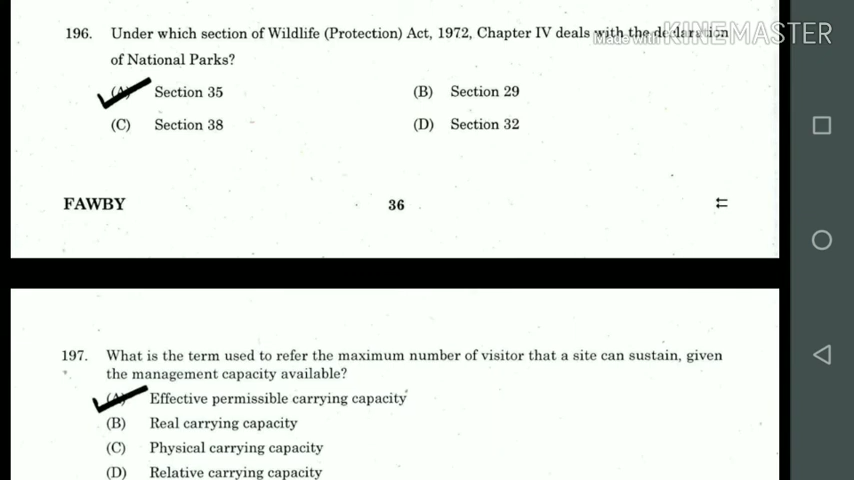 196. Under which section of Wildlife (Protection) Act, 1972, Chapter IV deals with the declaration
Made with KINEMASTER
of National Parks?
(A) Section 35 (B) Section 29
(C) Section 38 (D) Section 32
FAWBY 36
197. What is the term used to refer the maximum number of visitor that a site can sustain, given
the management capacity available?
(A) Effective permissible carrying capacity
(B) Real carrying capacity
(C) Physical carrying capacity
(D) Relative carrying capacity